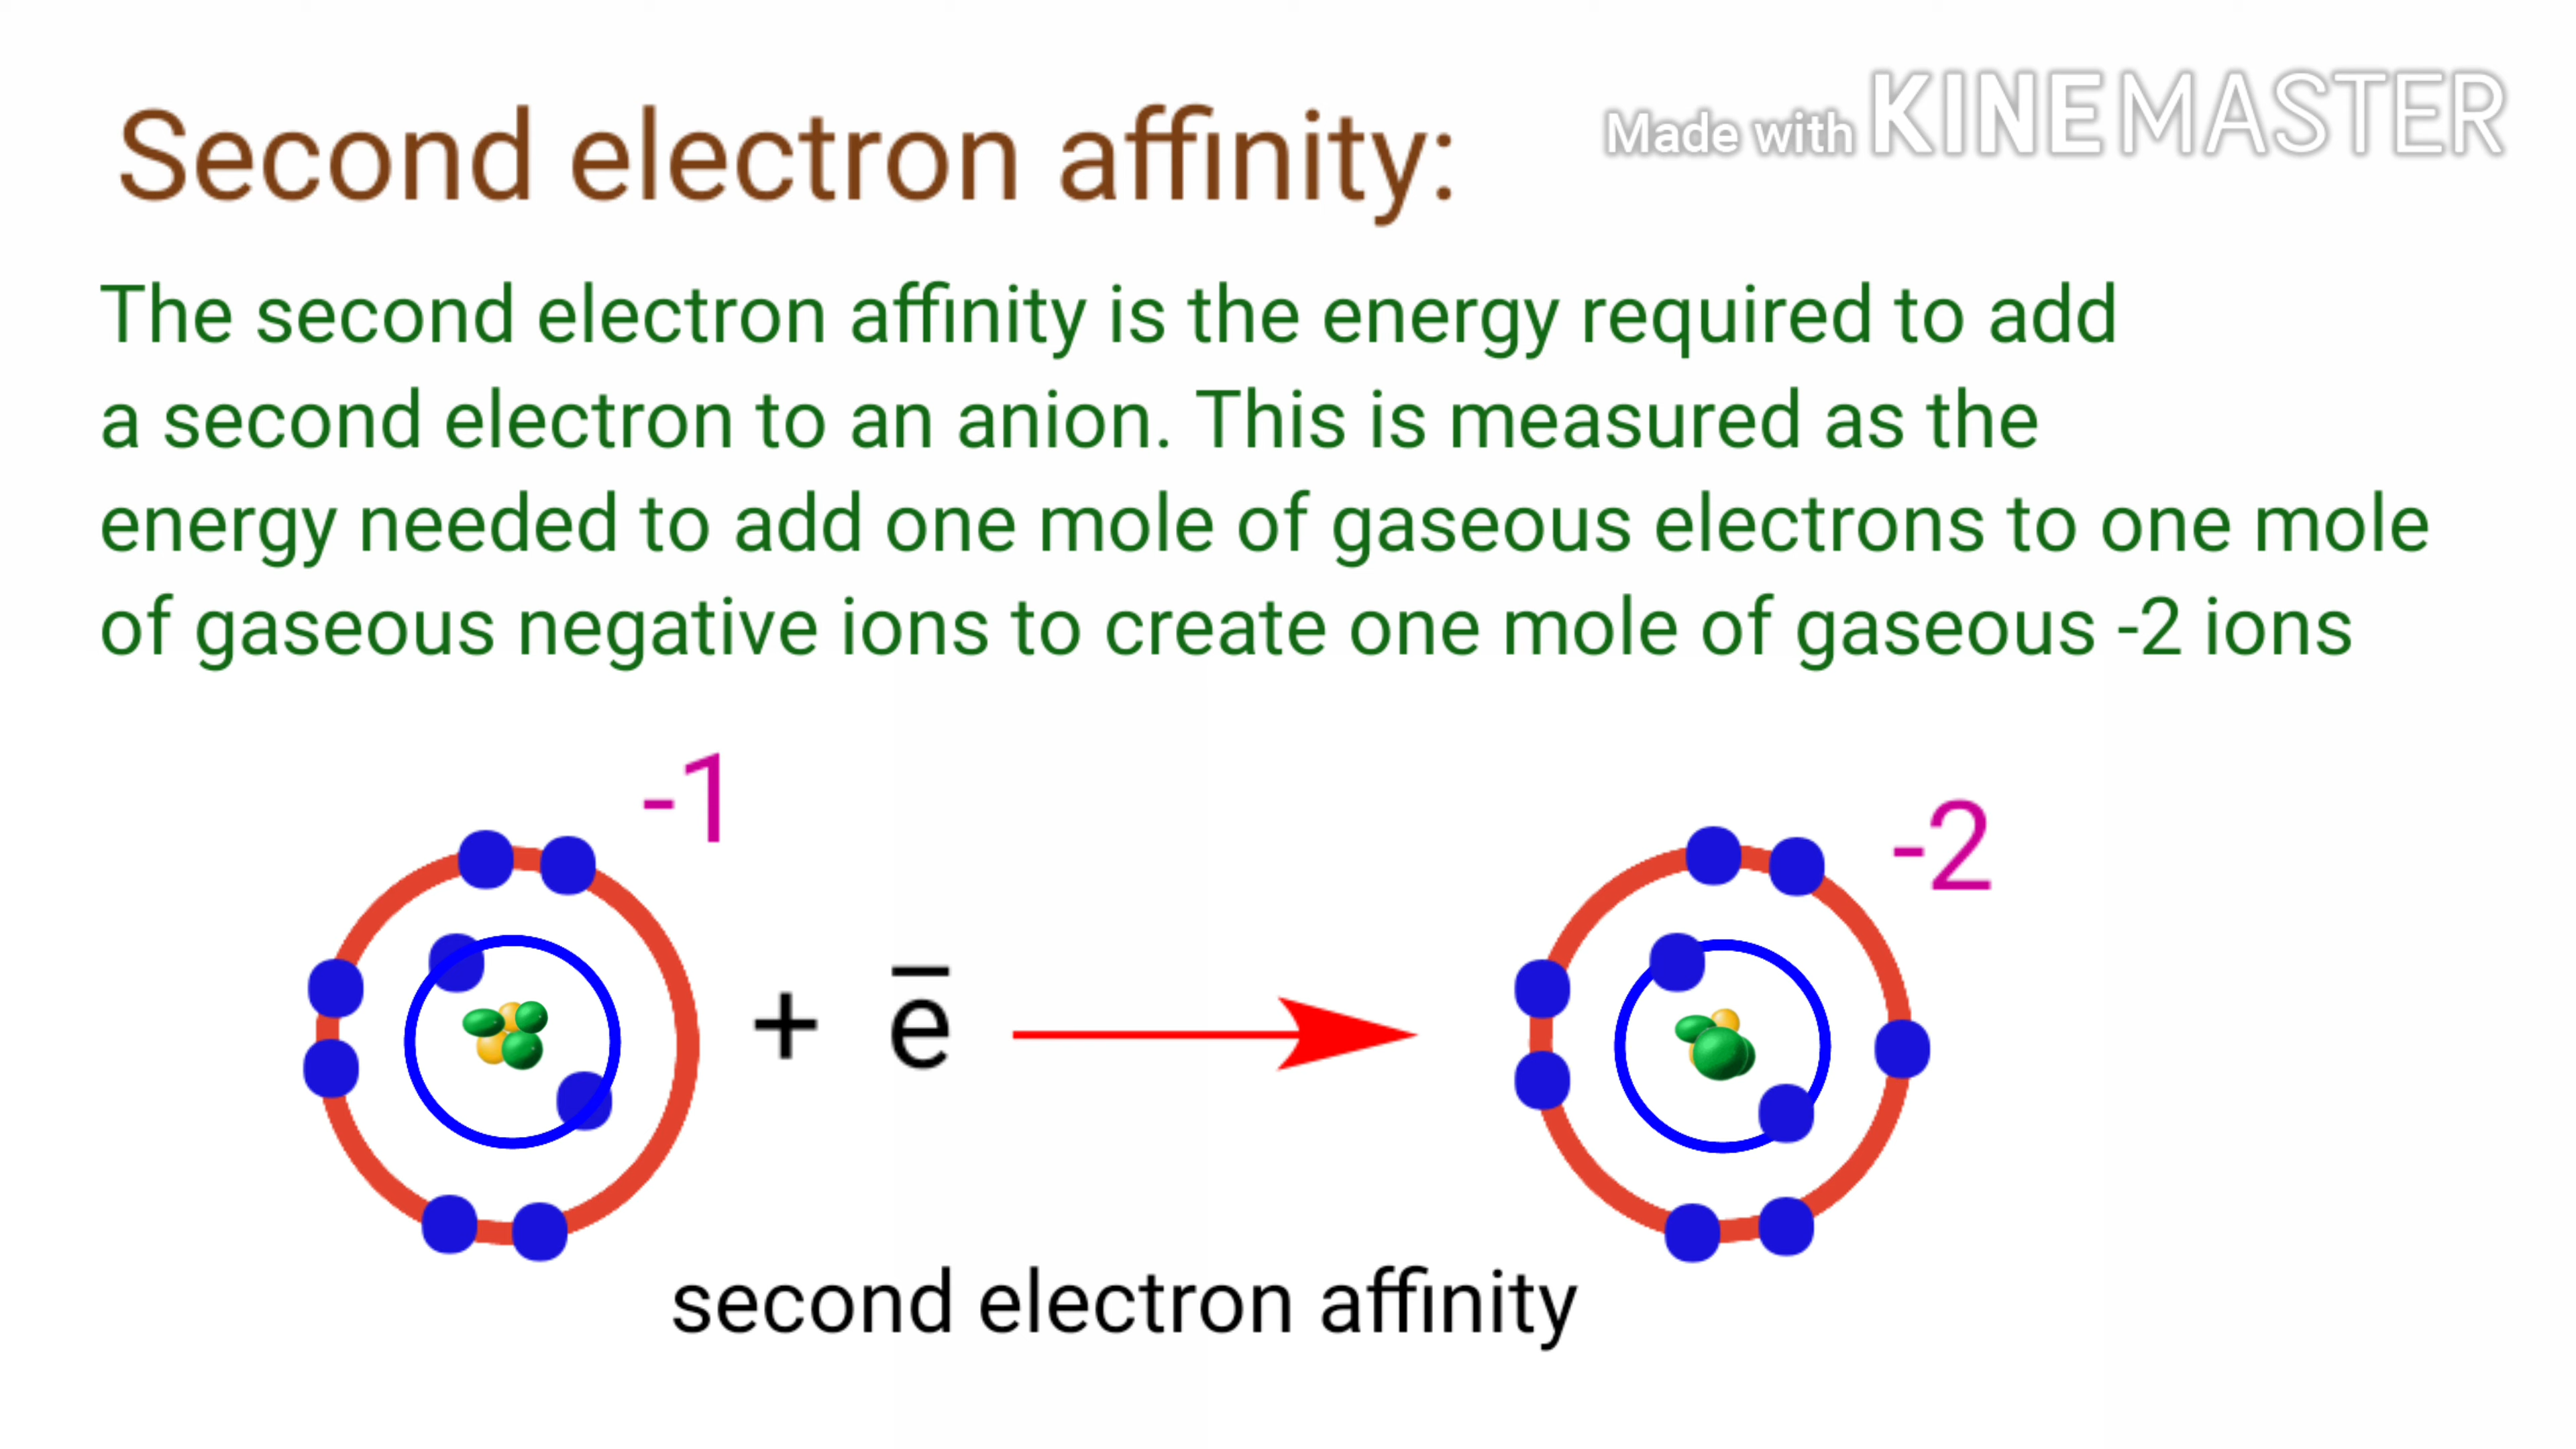 Second electron affinity:
Made with KINEMASTER
The second electron affinity is the energy required to add
a second electron to an anion. This is measured as the
energy needed to add one mole of gaseous electrons to one mole
of gaseous negative ions to create one mole of gaseous -2 ions
-1
-2
+ e̅
second electron affinity